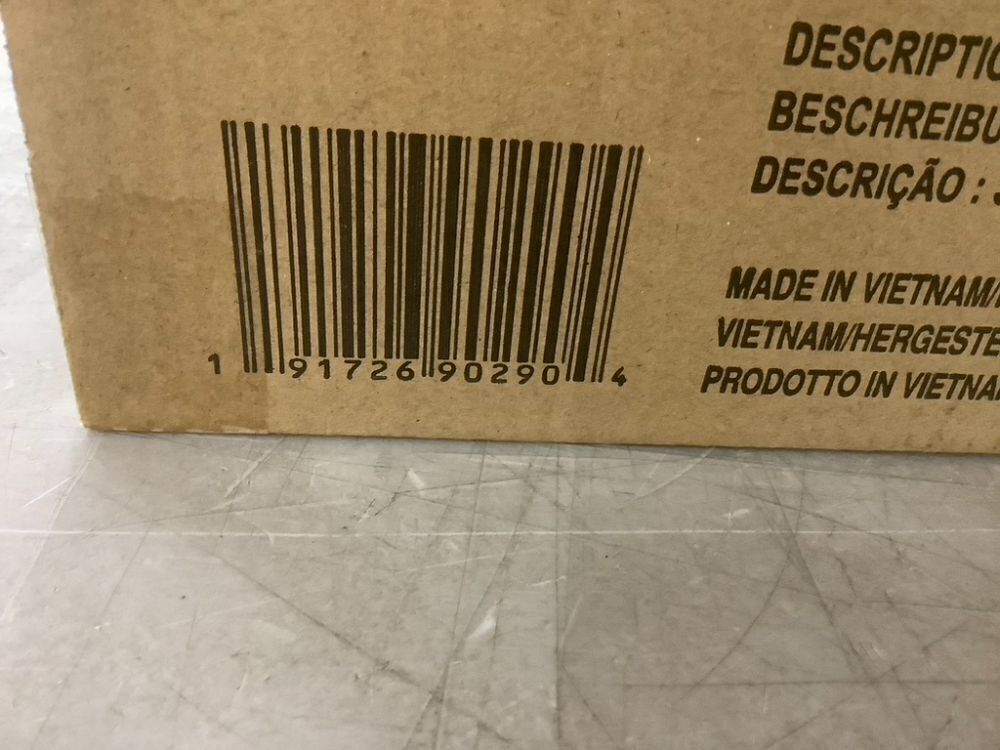 DESCRIPTIO
BESCHREIBU
DESCRIÇÃO :
MADE IN VIETNAM/
VIETNAM/HERGESTE
PRODOTTO IN VIETNA
1 91726 90290 4